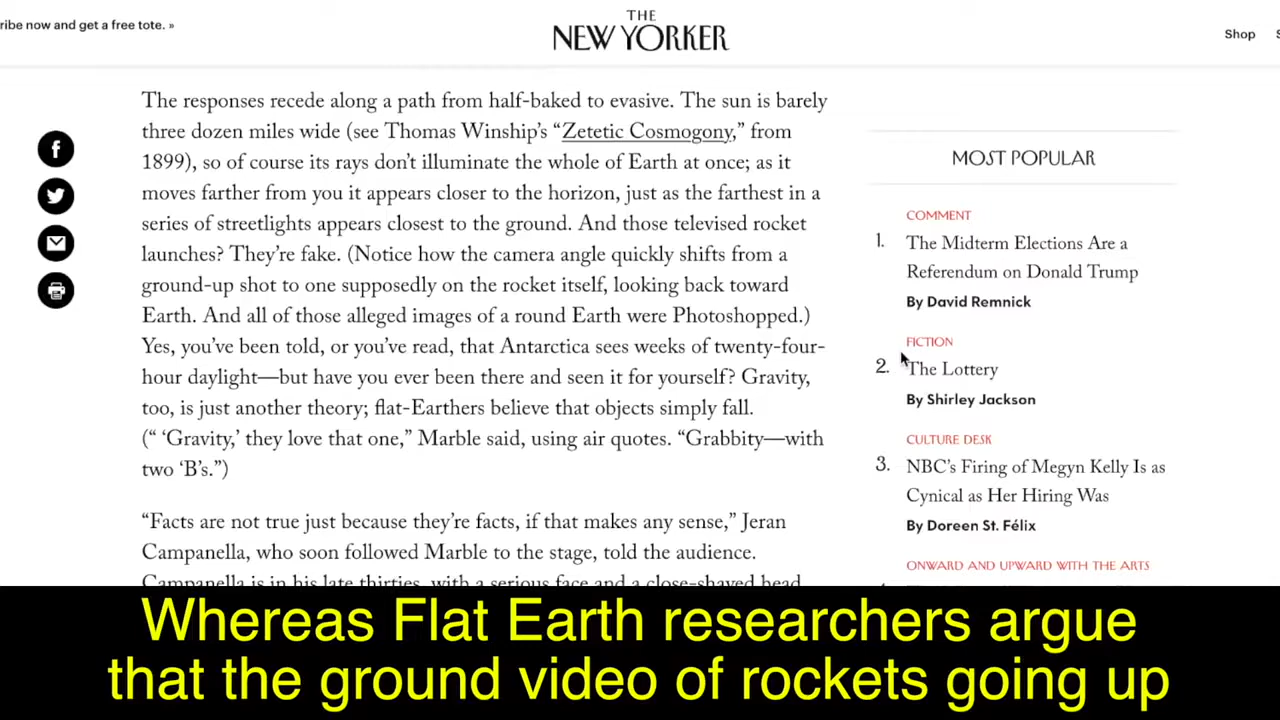 ribe now and get a free tote. »
THE
NEW YORKER
Shop
S
The responses recede along a path from half-baked to evasive. The sun is barely
three dozen miles wide (see Thomas Winship’s “Zetetic Cosmogony,” from
1899), so of course its rays don’t illuminate the whole of Earth at once; as it
moves farther from you it appears closer to the horizon, just as the farthest in a
series of streetlights appears closest to the ground. And those televised rocket
launches? They’re fake. (Notice how the camera angle quickly shifts from a
ground-up shot to one supposedly on the rocket itself, looking back toward
Earth. And all of those alleged images of a round Earth were Photoshopped.)
Yes, you’ve been told, or you’ve read, that Antarctica sees weeks of twenty-four-
hour daylight—but have you ever been there and seen it for yourself? Gravity,
too, is just another theory; flat-Earthers believe that objects simply fall.
(“ ‘Gravity,’ they love that one,” Marble said, using air quotes. “Grabbity—with
two ‘B’s.”)
“Facts are not true just because they’re facts, if that makes any sense,” Jeran
Campanella, who soon followed Marble to the stage, told the audience.
Campanella is in his late thirties, with a serious face and a close-shaved head
MOST POPULAR
COMMENT
1. The Midterm Elections Are a
Referendum on Donald Trump
By David Remnick
FICTION
2. The Lottery
By Shirley Jackson
CULTURE DESK
3. NBC’s Firing of Megyn Kelly Is as
Cynical as Her Hiring Was
By Doreen St. Félix
ONWARD AND UPWARD WITH THE ARTS
Whereas Flat Earth researchers argue
that the ground video of rockets going up